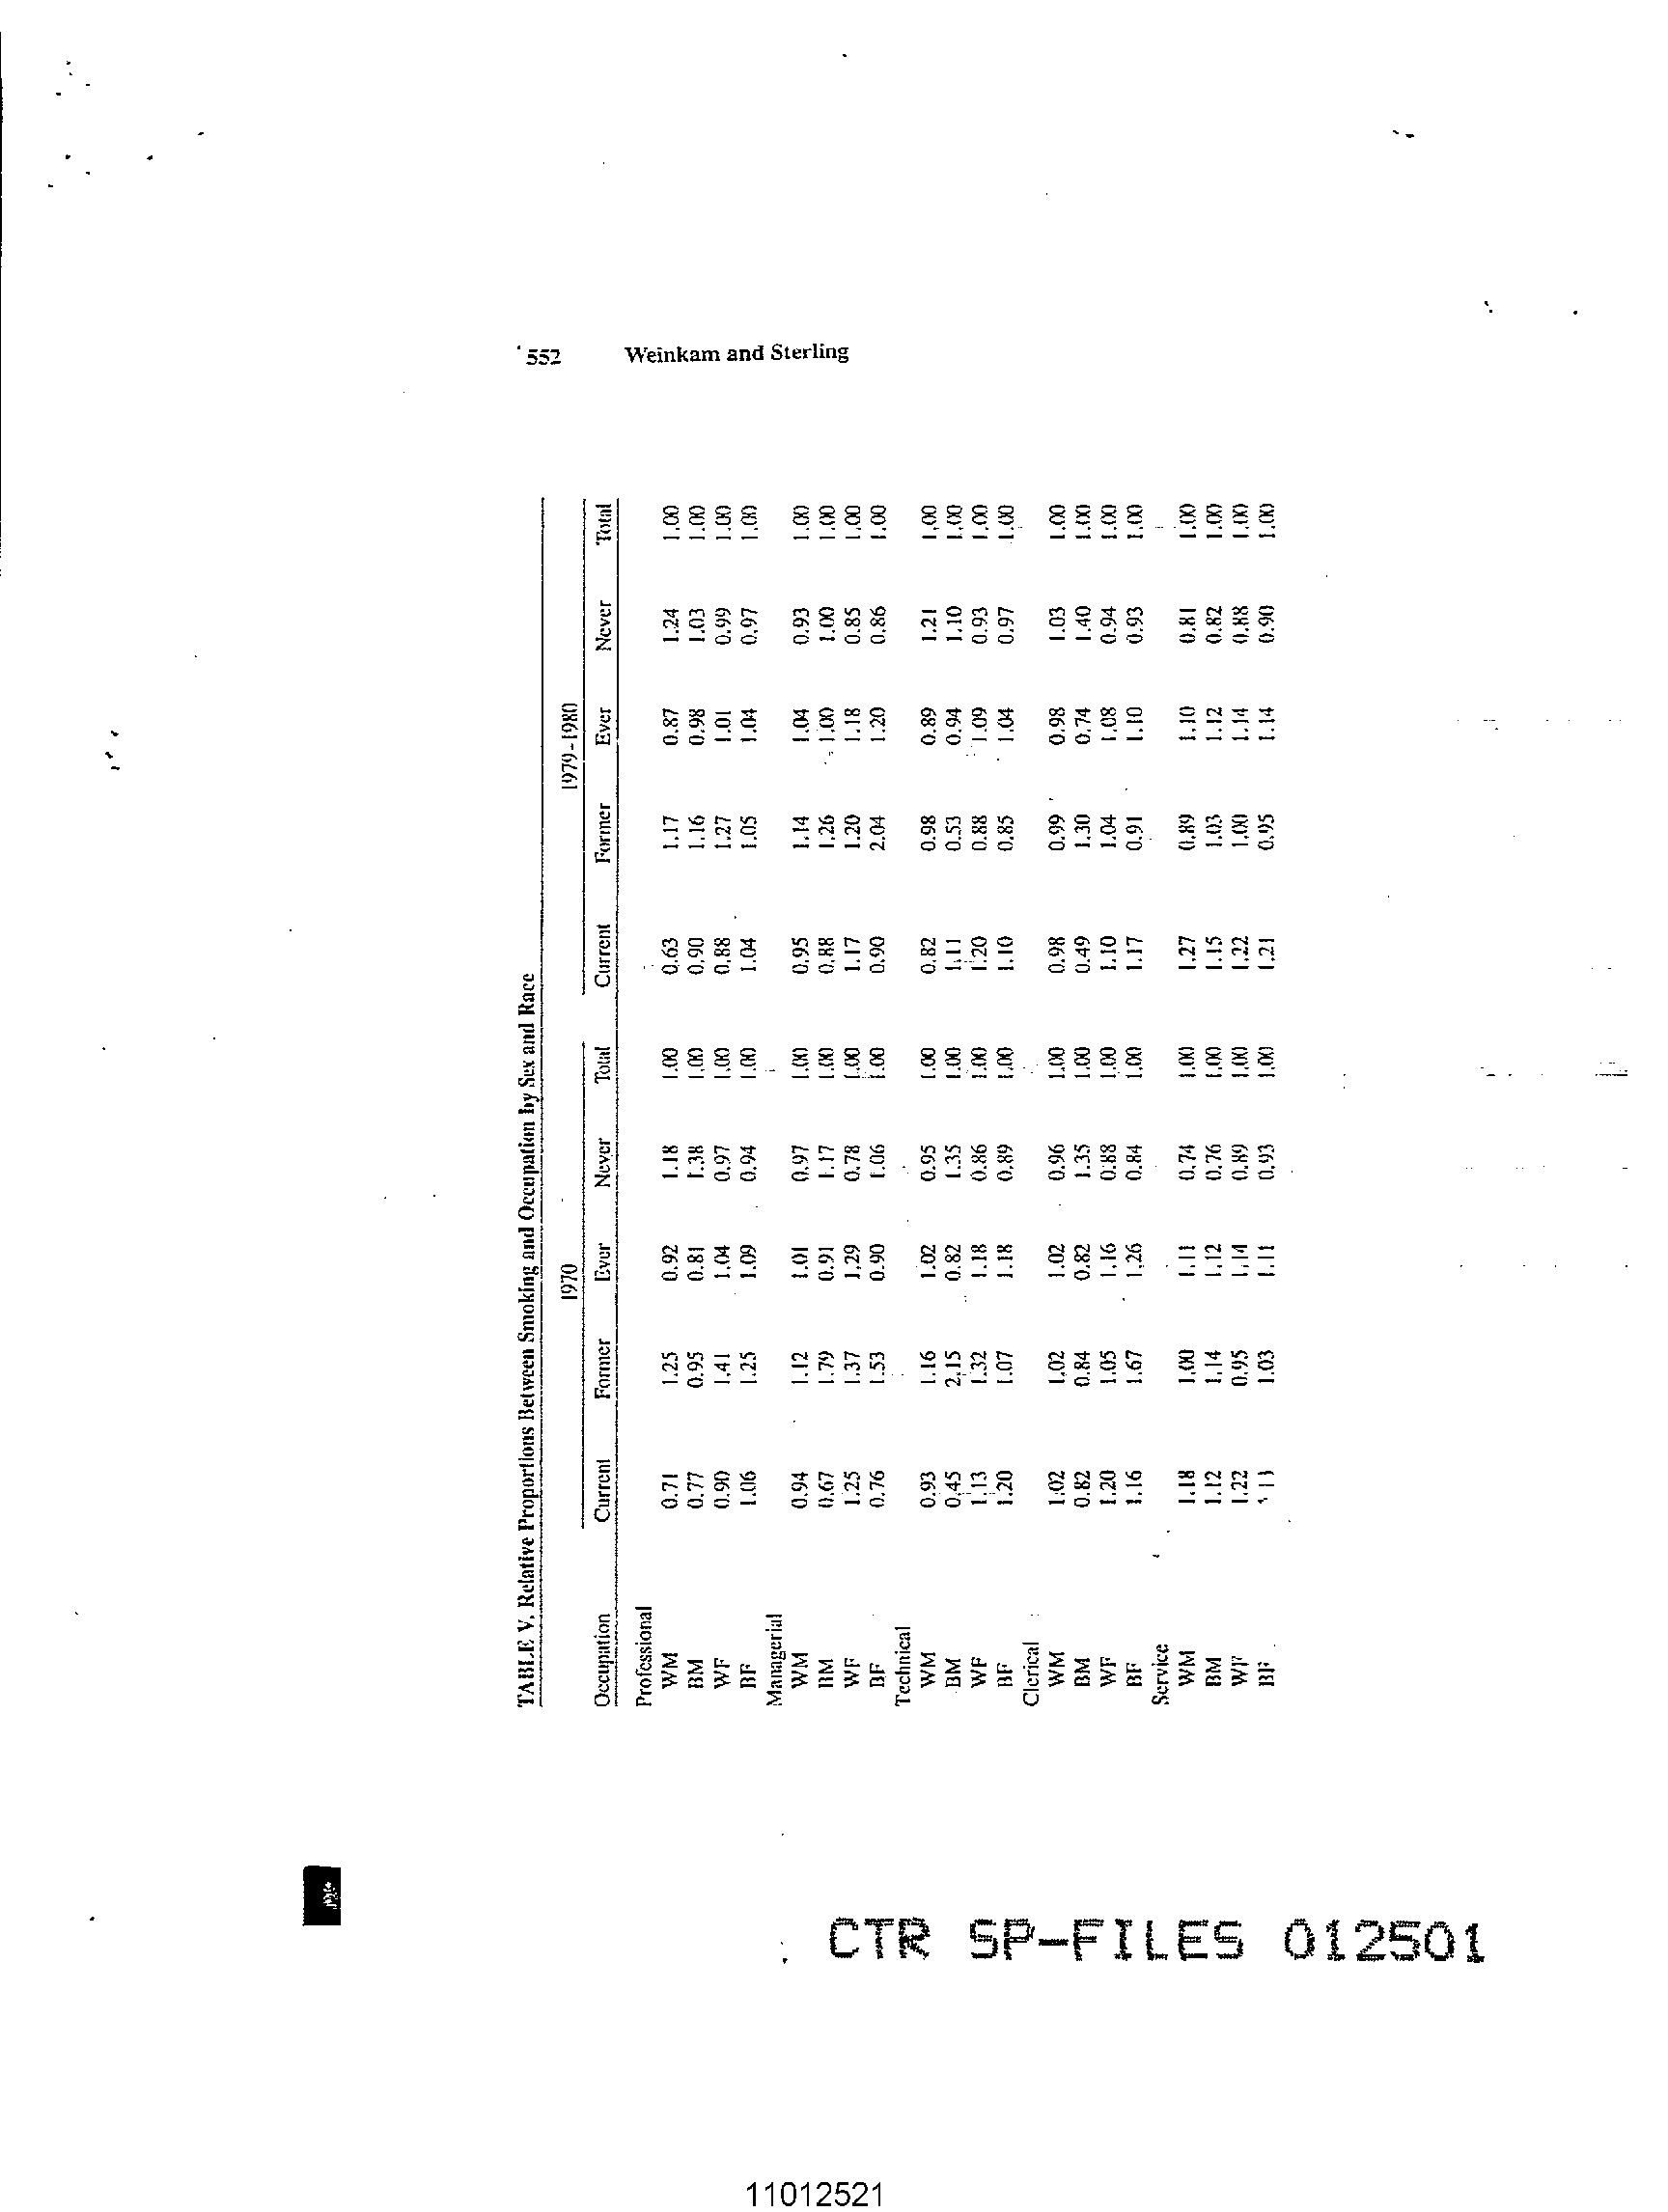 552 Weinkam and Sterling
TABLE V. Relative Proportions Between Smoking and Occupation by Sex and Race
1970 1979-1980
Occupation Current Former Ever Never Total Current Former Ever Never Total
Professional
WM 0.71 1.25 0.92 1.18 1.00 0.63 1.17 0.87 1.24 1.00
BM 0.77 0.95 0.81 1.38 1.00 0.90 1.16 0.98 1.03 1.00
WF 0.90 1.41 1.04 0.97 1.00 0.88 1.27 1.01 0.99 1.00
BF 1.06 1.25 1.09 0.94 1.00 1.04 1.05 1.04 0.97 1.00
Managerial
WM 0.94 1.12 1.01 0.97 1.00 0.95 1.14 1.04 0.93 1.00
BM 0.67 1.79 0.91 1.17 1.00 0.88 1.26 1.00 1.00 1.00
WF 1.25 1.37 1.29 0.78 1.00 1.17 1.20 1.18 0.85 1.00
BF 0.76 1.53 0.90 1.06 1.00 0.90 2.04 1.20 0.86 1.00
Technical
WM 0.93 1.16 1.02 0.95 1.00 0.82 0.98 0.89 1.21 1.00
BM 0.45 2.15 0.82 1.35 1.00 1.11 0.53 0.94 1.10 1.00
WF 1.13 1.32 1.18 0.86 1.00 1.20 0.88 1.09 0.93 1.00
BF 1.20 1.07 1.18 0.89 1.00 1.10 0.85 1.04 0.97 1.00
Clerical
WM 1.02 1.02 1.02 0.96 1.00 0.98 0.99 0.98 1.03 1.00
BM 0.82 0.84 0.82 1.35 1.00 0.49 1.30 0.74 1.40 1.00
WF 1.20 1.05 1.16 0.88 1.00 1.10 1.04 1.08 0.94 1.00
BF 1.16 1.67 1.26 0.84 1.00 1.17 0.91 1.10 0.93 1.00
Service
WM 1.18 1.00 1.11 0.74 1.00 1.27 0.89 1.10 0.81 1.00
BM 1.12 1.14 1.12 0.76 1.00 1.15 1.03 1.12 0.82 1.00
WF 1.22 0.95 1.14 0.89 1.00 1.22 1.00 1.14 0.88 1.00
BF 1.03 1.11 0.93 1.00 1.21 0.95 1.14 0.90 1.00
CTR SP-FILES 012501
11012521